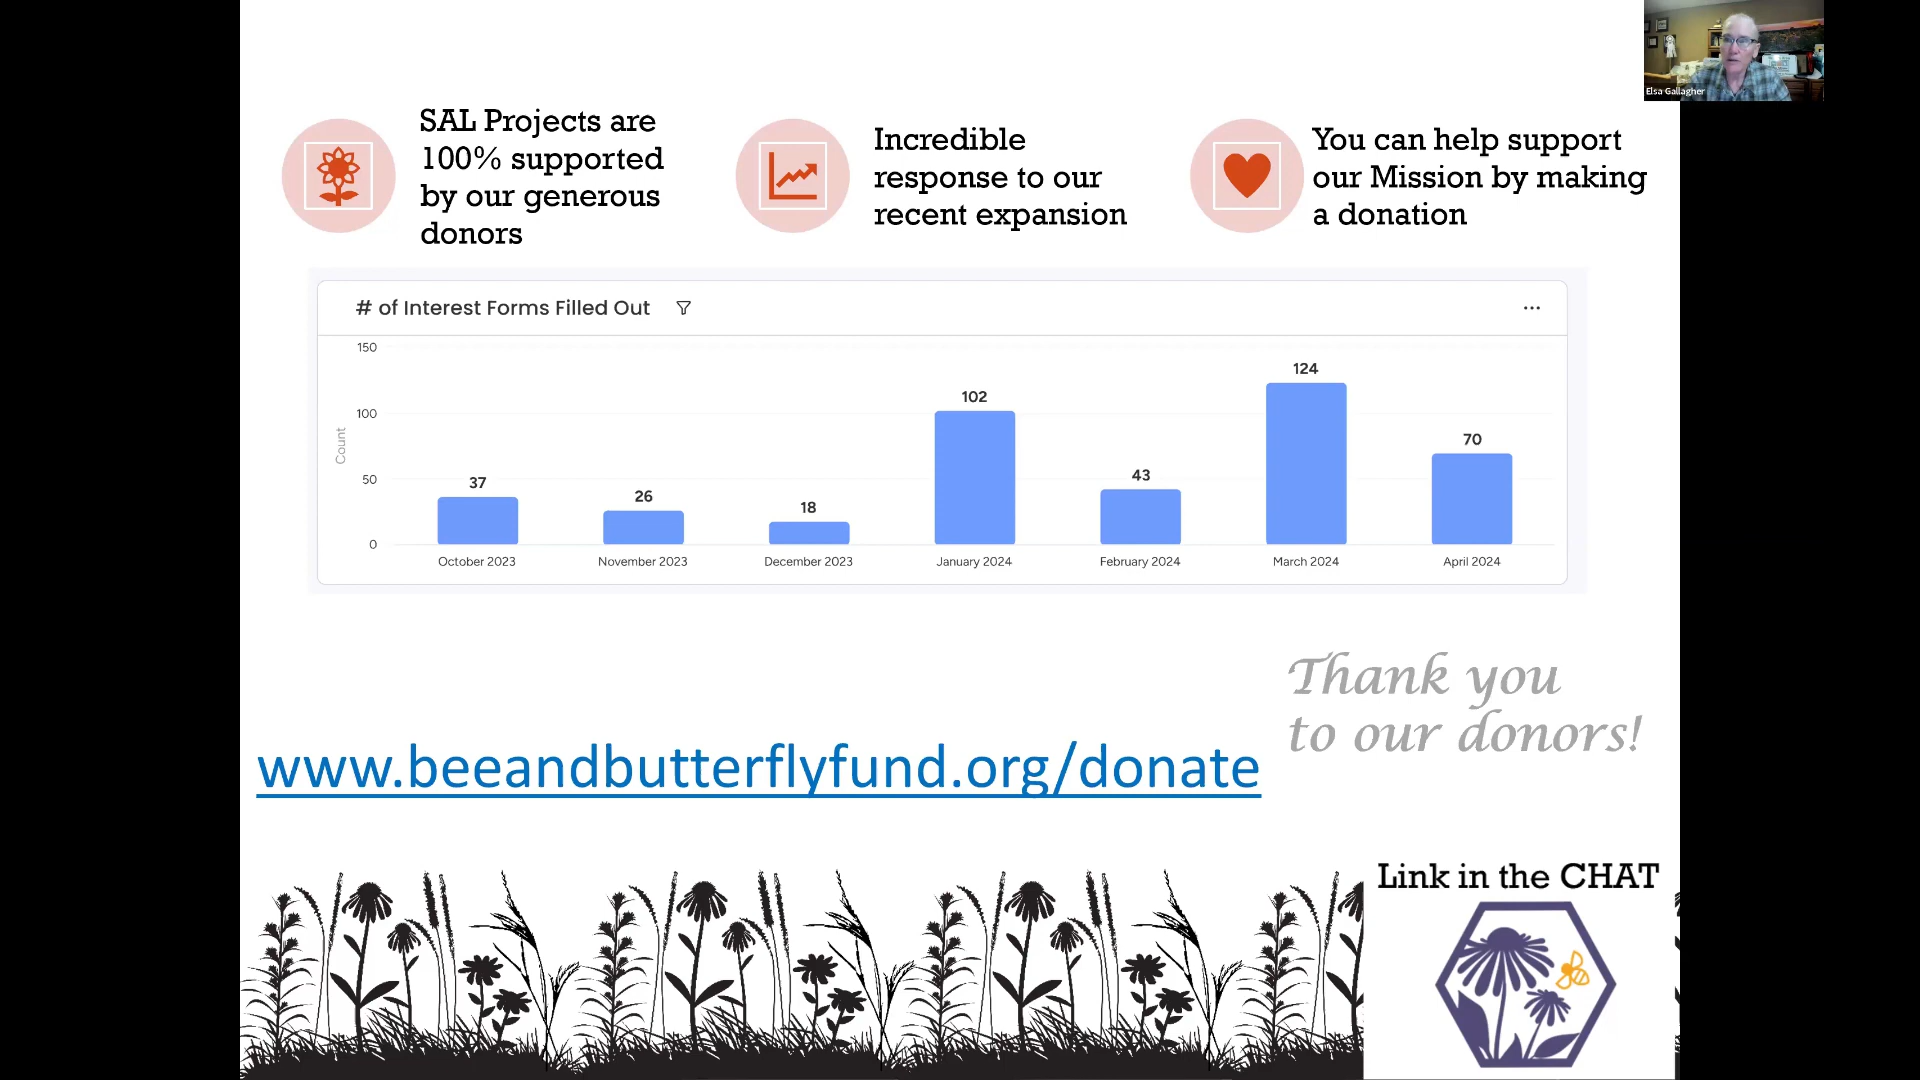 Elsa Gallagher
SAL Projects are
100% supported
by our generous
donors
Incredible
response to our
recent expansion
You can help support
our Mission by making
a donation
# of Interest Forms Filled Out
...
150
100
50
0
Count
37
26
18
102
43
124
70
October 2023
November 2023
December 2023
January 2024
February 2024
March 2024
April 2024
Thank you
to our donors!
www.beeandbutterflyfund.org/donate
Link in the CHAT